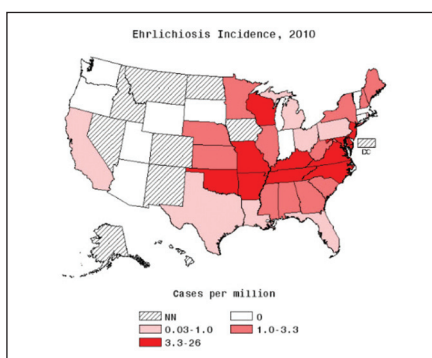 Ehrlichiosis Incidence, 2010
DC
Cases per million
NN 0
0.03-1.0 1.0-3.3
3.3-26